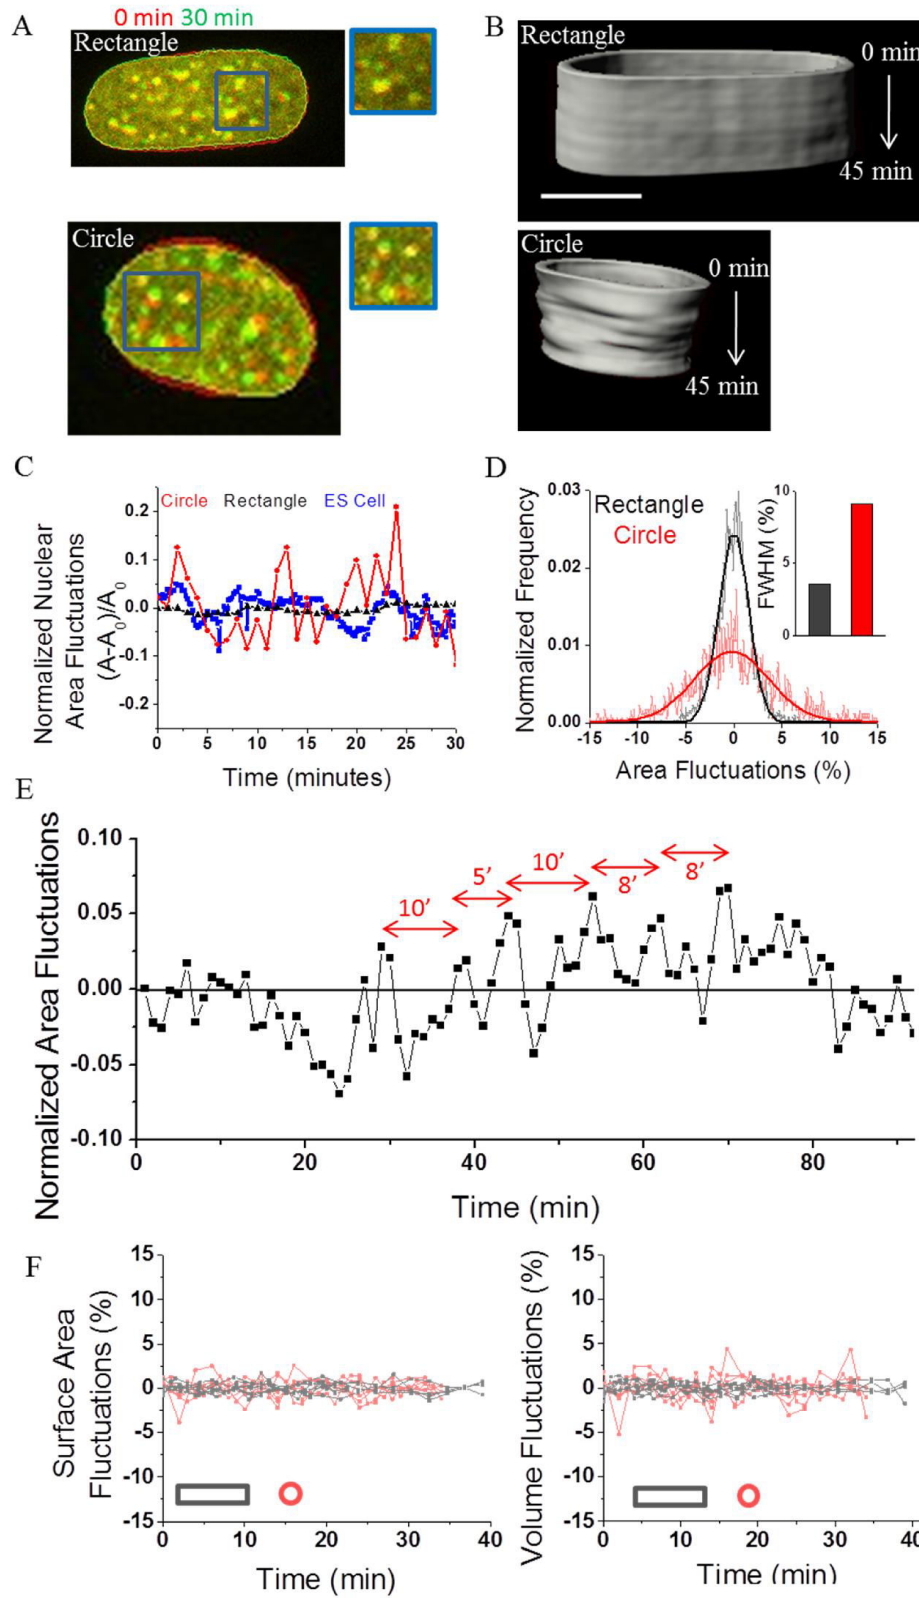 A
0 min 30 min
Rectangle
Circle
B
Rectangle
0 min
45 min
Circle
0 min
45 min
C
Normalized Nuclear
Area Fluctuations
(A-A0)/A0
0.2
0.1
0.0
-0.1
-0.2
Circle Rectangle ES Cell
0 5 10 15 20 25 30
Time (minutes)
D
Normalized Frequency
0.03
0.02
0.01
0.00
Rectangle
Circle
FWHM (%)
10
5
0
-15 -10 -5 0 5 10 15
Area Fluctuations (%)
E
Normalized Area Fluctuations
0.10
0.05
0.00
-0.05
-0.10
10’
5’
10’
8’
8’
0 20 40 60 80
Time (min)
F
Surface Area
Fluctuations (%)
15
10
5
0
-5
-10
-15
0 10 20 30 40
Time (min)
Volume Fluctuations (%)
15
10
5
0
-5
-10
-15
0 10 20 30 40
Time (min)